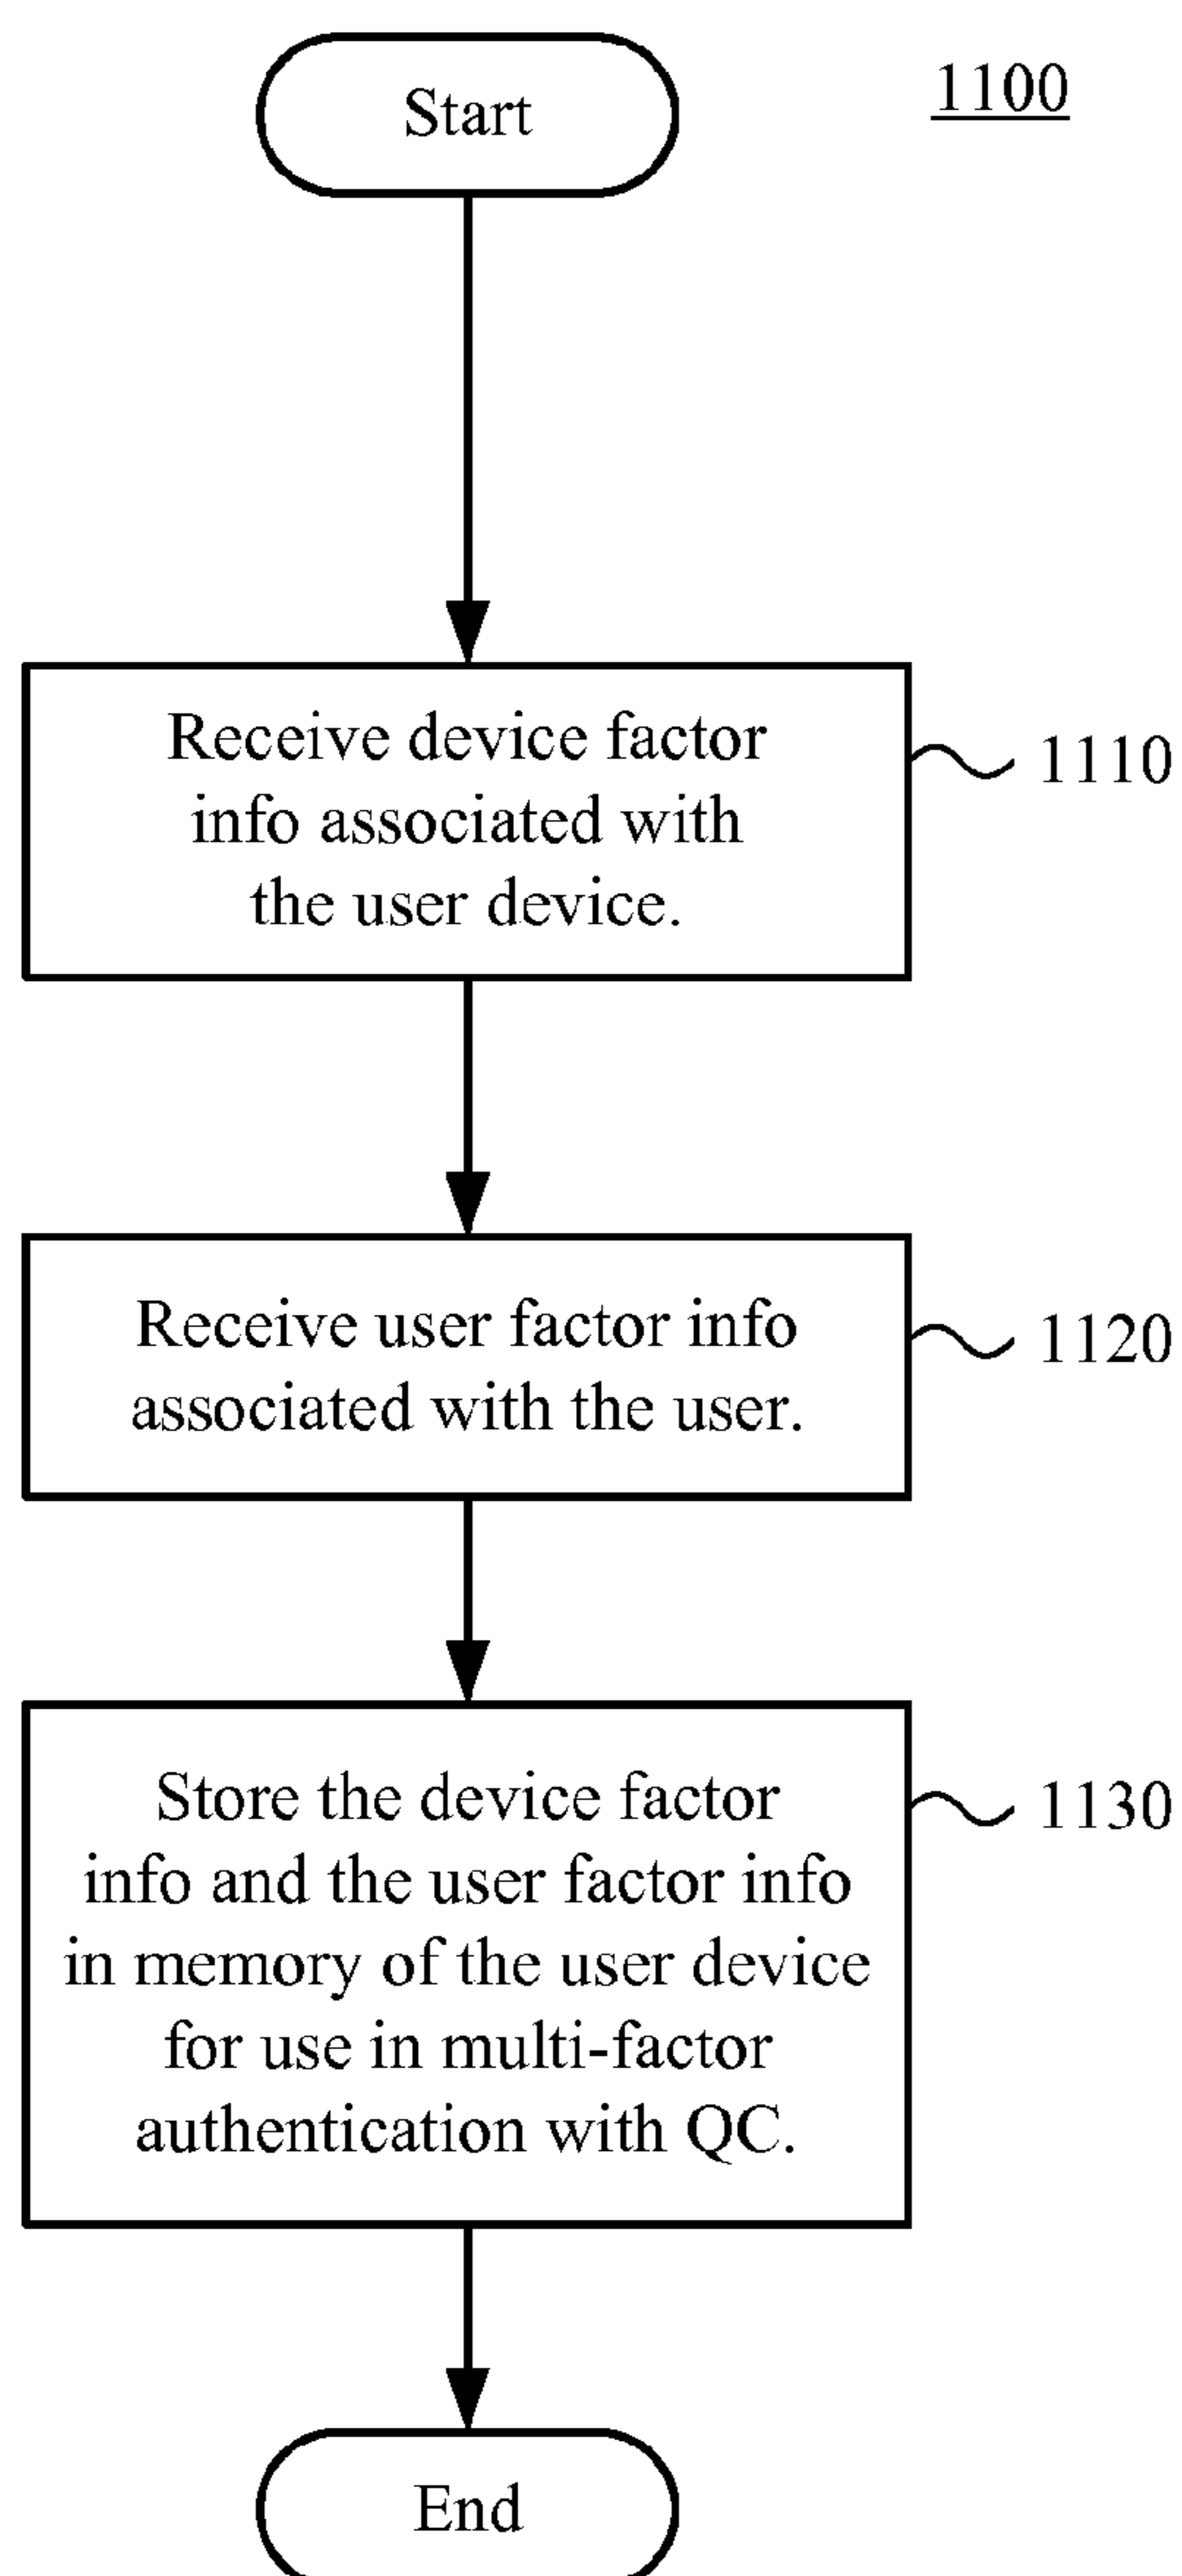 Start
1100
Receive device factor
info associated with
the user device.
1110
Receive user factor info
associated with the user.
1120
Store the device factor
info and the user factor info
in memory of the user device
for use in multi-factor
authentication with QC.
1130
End